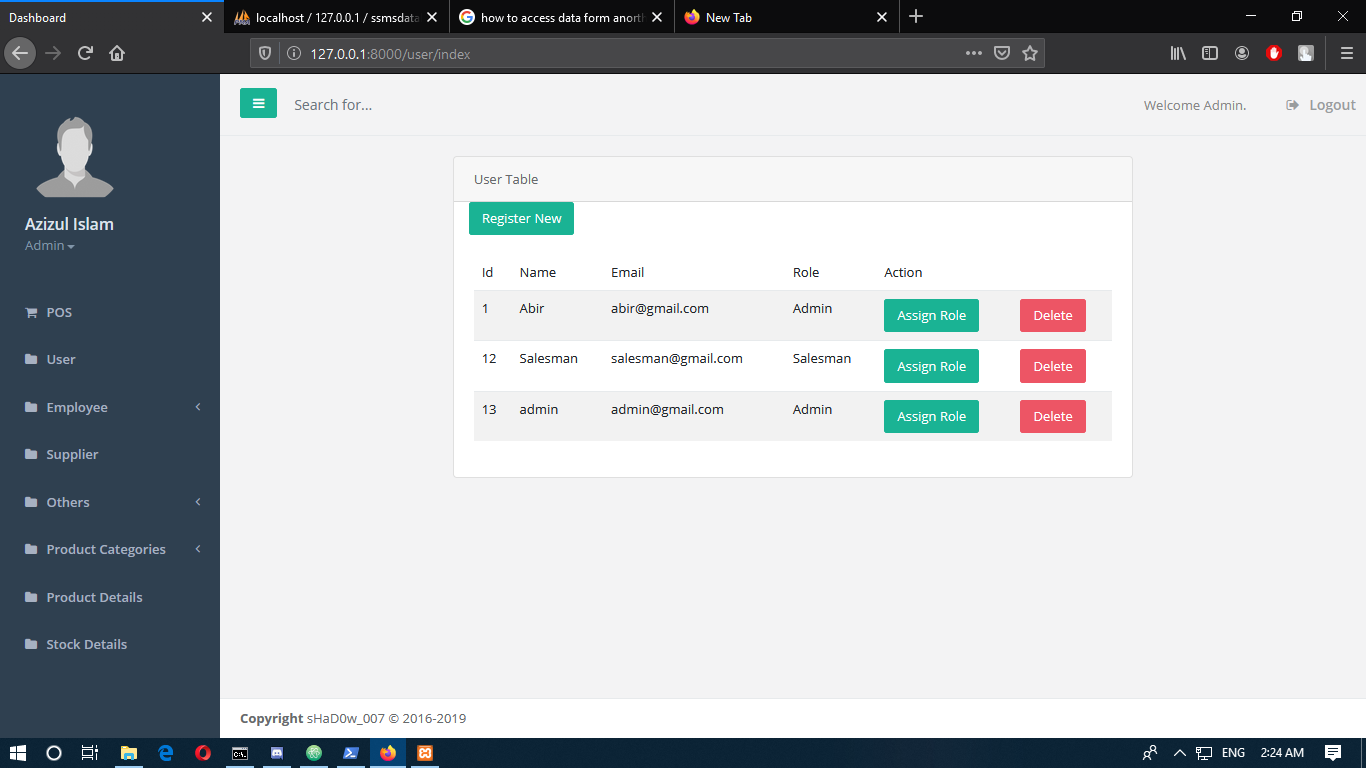 Dashboard
localhost / 127.0.0.1 / ssmsdata
how to access data form anorth
New Tab
127.0.0.1:8000/user/index
Search for...
Welcome Admin.
Logout
Azizul Islam
Admin
POS
User
Employee
Supplier
Others
Product Categories
Product Details
Stock Details
User Table
Register New
Id Name Email Role Action
1 Abir abir@gmail.com Admin Assign Role Delete
12 Salesman salesman@gmail.com Salesman Assign Role Delete
13 admin admin@gmail.com Admin Assign Role Delete
Copyright sHaD0w_007 © 2016-2019
ENG 2:24 AM